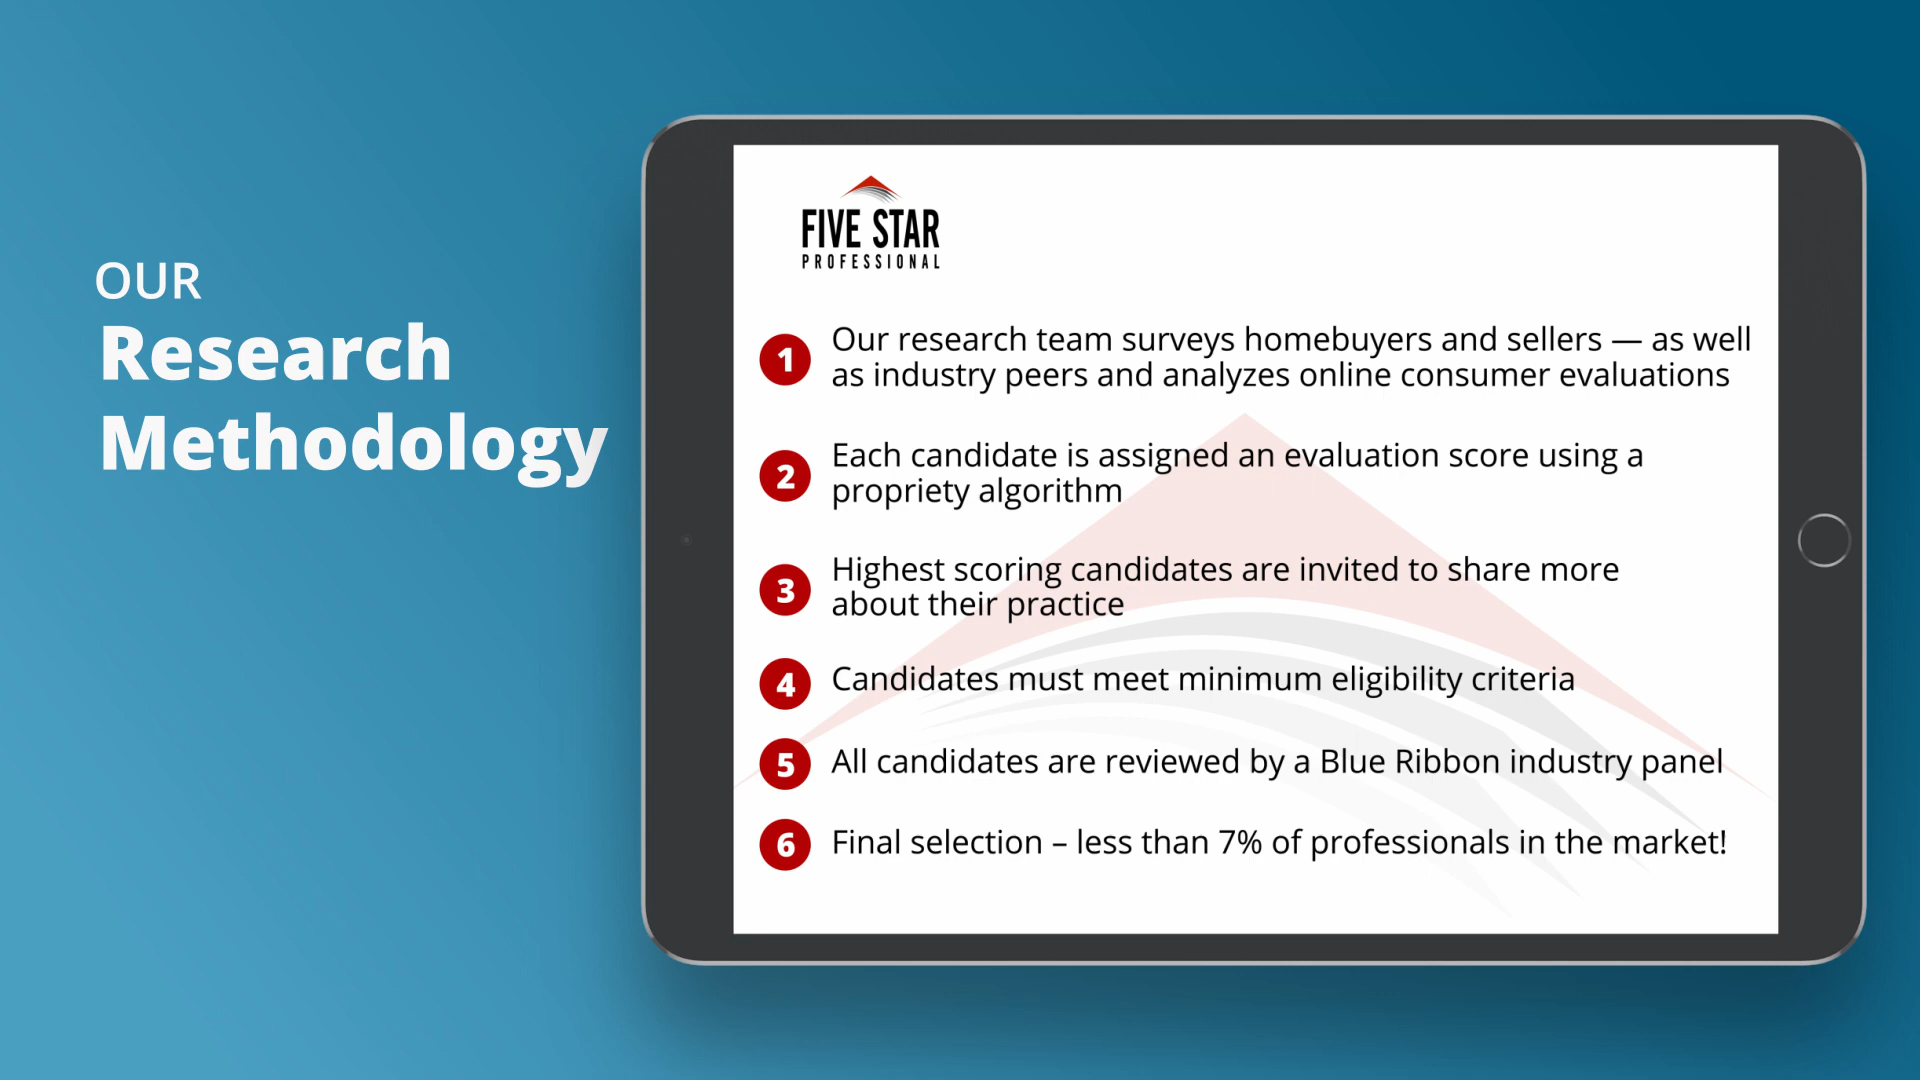 OUR
Research
Methodology
FIVE STAR
PROFESSIONAL
1 Our research team surveys homebuyers and sellers — as well
as industry peers and analyzes online consumer evaluations
2 Each candidate is assigned an evaluation score using a
propriety algorithm
3 Highest scoring candidates are invited to share more
about their practice
4 Candidates must meet minimum eligibility criteria
5 All candidates are reviewed by a Blue Ribbon industry panel
6 Final selection – less than 7% of professionals in the market!